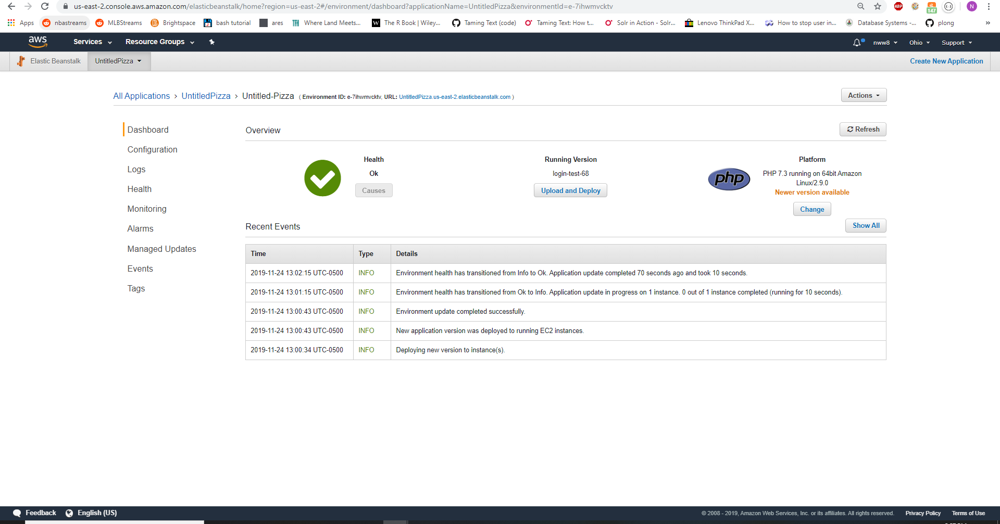 us-east-2.console.aws.amazon.com/elasticbeanstalk/home?region=us-east-2#/environment/dashboard?applicationName=UntitledPizza&environmentId=e-7ihwmvcktv
ABP
147
N
Apps nbastreams MLBStreams Brightspace bash tutorial ares Where Land Meets... The R Book | Wiley... Taming Text (code) Taming Text: How t... Solr in Action - Solr... Lenovo ThinkPad X... How to stop user in... Database Systems -... plong »
aws Services Resource Groups nww8 Ohio Support
Elastic Beanstalk UntitledPizza Create New Application
All Applications › UntitledPizza › Untitled-Pizza ( Environment ID: e-7ihwmvcktv, URL: UntitledPizza.us-east-2.elasticbeanstalk.com )
Actions
Dashboard
Configuration
Logs
Health
Monitoring
Alarms
Managed Updates
Events
Tags
Overview
Refresh
Health
Ok
Causes
Running Version
login-test-68
Upload and Deploy
php
Platform
PHP 7.3 running on 64bit Amazon
Linux/2.9.0
Newer version available
Change
Recent Events
Show All
Time Type Details
2019-11-24 13:02:15 UTC-0500 INFO Environment health has transitioned from Info to Ok. Application update completed 70 seconds ago and took 10 seconds.
2019-11-24 13:01:15 UTC-0500 INFO Environment health has transitioned from Ok to Info. Application update in progress on 1 instance. 0 out of 1 instance completed (running for 10 seconds).
2019-11-24 13:00:43 UTC-0500 INFO Environment update completed successfully.
2019-11-24 13:00:43 UTC-0500 INFO New application version was deployed to running EC2 instances.
2019-11-24 13:00:34 UTC-0500 INFO Deploying new version to instance(s).
Feedback English (US)
© 2008 - 2019, Amazon Web Services, Inc. or its affiliates. All rights reserved. Privacy Policy Terms of Use